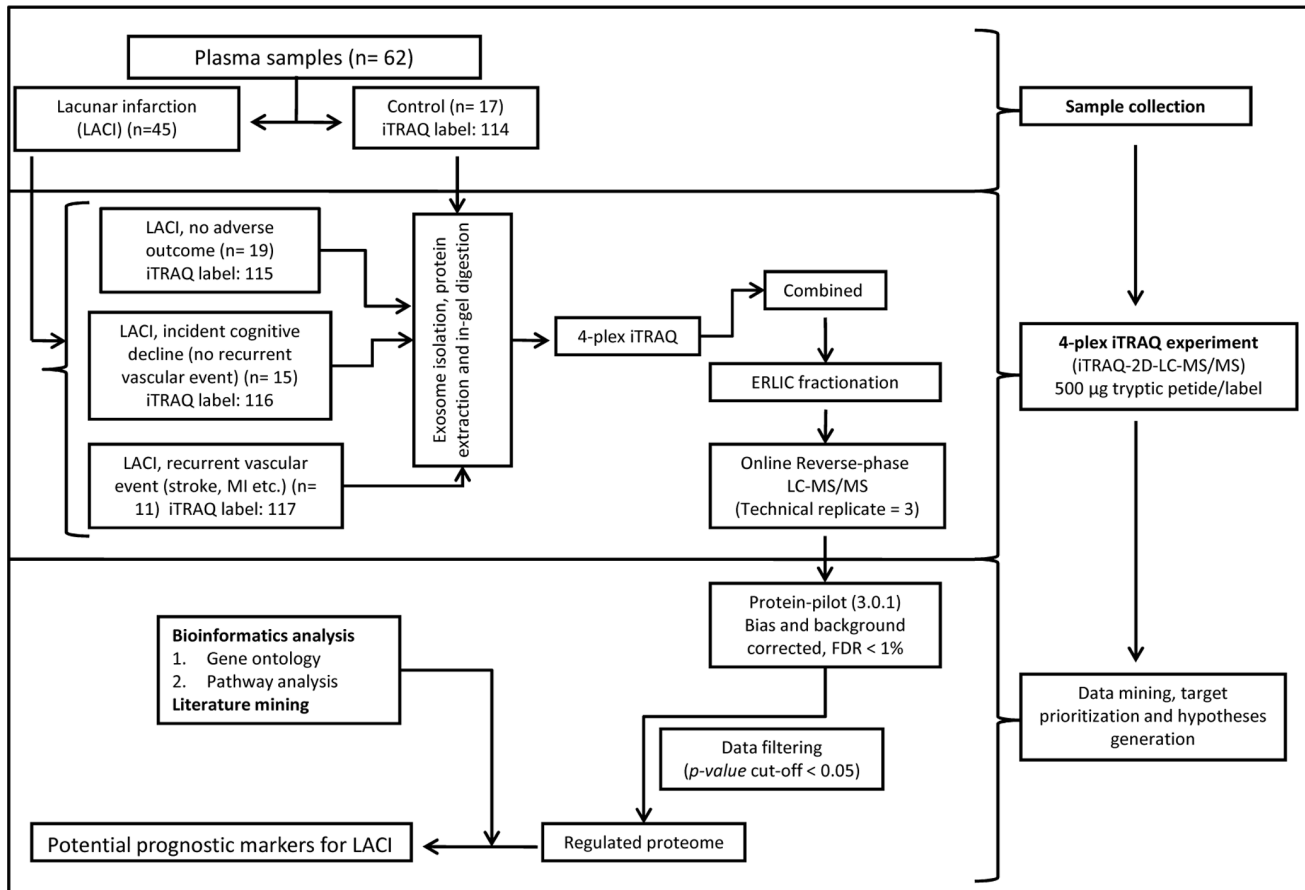 Plasma samples (n= 62)
Lacunar infarction
(LACI) (n=45)
Control (n= 17)
iTRAQ label: 114
Sample collection
LACI, no adverse
outcome (n= 19)
iTRAQ label: 115
LACI, incident cognitive
decline (no recurrent
vascular event) (n= 15)
iTRAQ label: 116
LACI, recurrent vascular
event (stroke, MI etc.) (n=
11)  iTRAQ label: 117
Exosome isolation, protein
extraction and in-gel digestion
4-plex iTRAQ
Combined
ERLIC fractionation
Online Reverse-phase
LC-MS/MS
(Technical replicate = 3)
4-plex iTRAQ experiment
(iTRAQ-2D-LC-MS/MS)
500 µg tryptic petide/label
Protein-pilot (3.0.1)
Bias and background
corrected, FDR < 1%
Bioinformatics analysis
1. Gene ontology
2. Pathway analysis
Literature mining
Data filtering
(p-value cut-off < 0.05)
Data mining, target
prioritization and hypotheses
generation
Regulated proteome
Potential prognostic markers for LACI